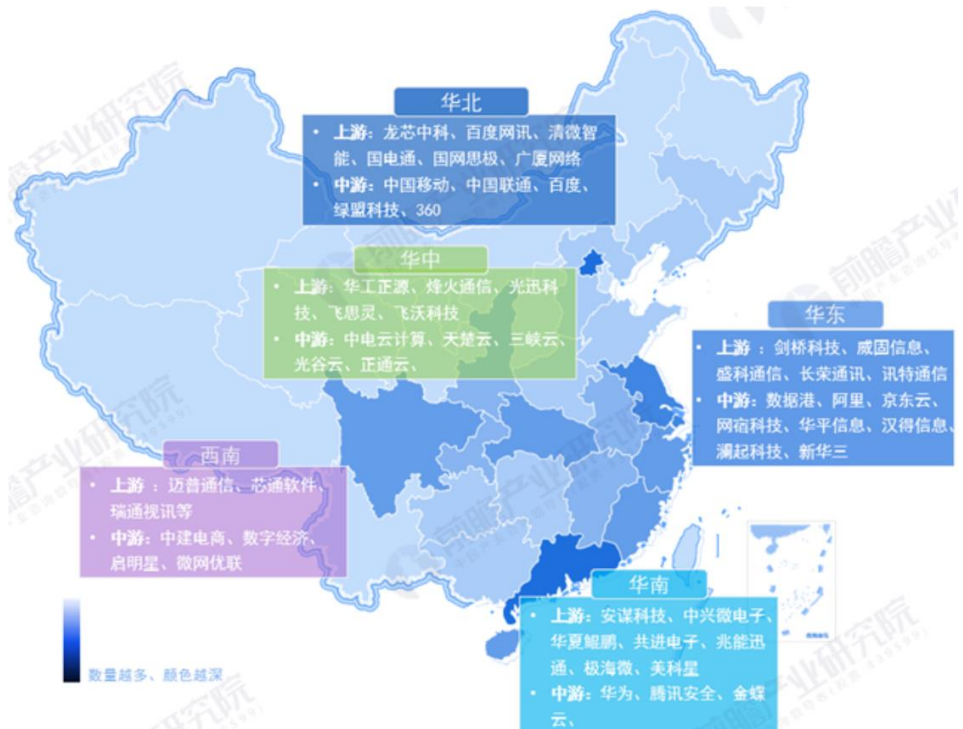 华北
• 上游：龙芯中科、百度网讯、清微智
能、国电通、国网思极、广厦网络
• 中游：中国移动、中国联通、百度、
绿盟科技、360
华中
• 上游：华工正源、烽火通信、光迅科
技、飞思灵、飞沃科技
• 中游：中电云计算、天楚云、三峡云、
光谷云、正通云、
华东
• 上游 ：剑桥科技、威固信息、
盛科通信、长荣通讯、讯特通信
• 中游：数据港、阿里、京东云、
网宿科技、华平信息、汉得信息、
澜起科技、新华三
西南
• 上游 ：迈普通信、芯通软件、
瑞通视讯等
• 中游：中建电商、数字经济、
启明星、微网优联
华南
• 上游：安谋科技、中兴微电子、
华夏鲲鹏、共进电子、兆能迅
通、极海微、美科星
• 中游：华为、腾讯安全、金蝶
云、
数量越多、颜色越深
前瞻产业研究院